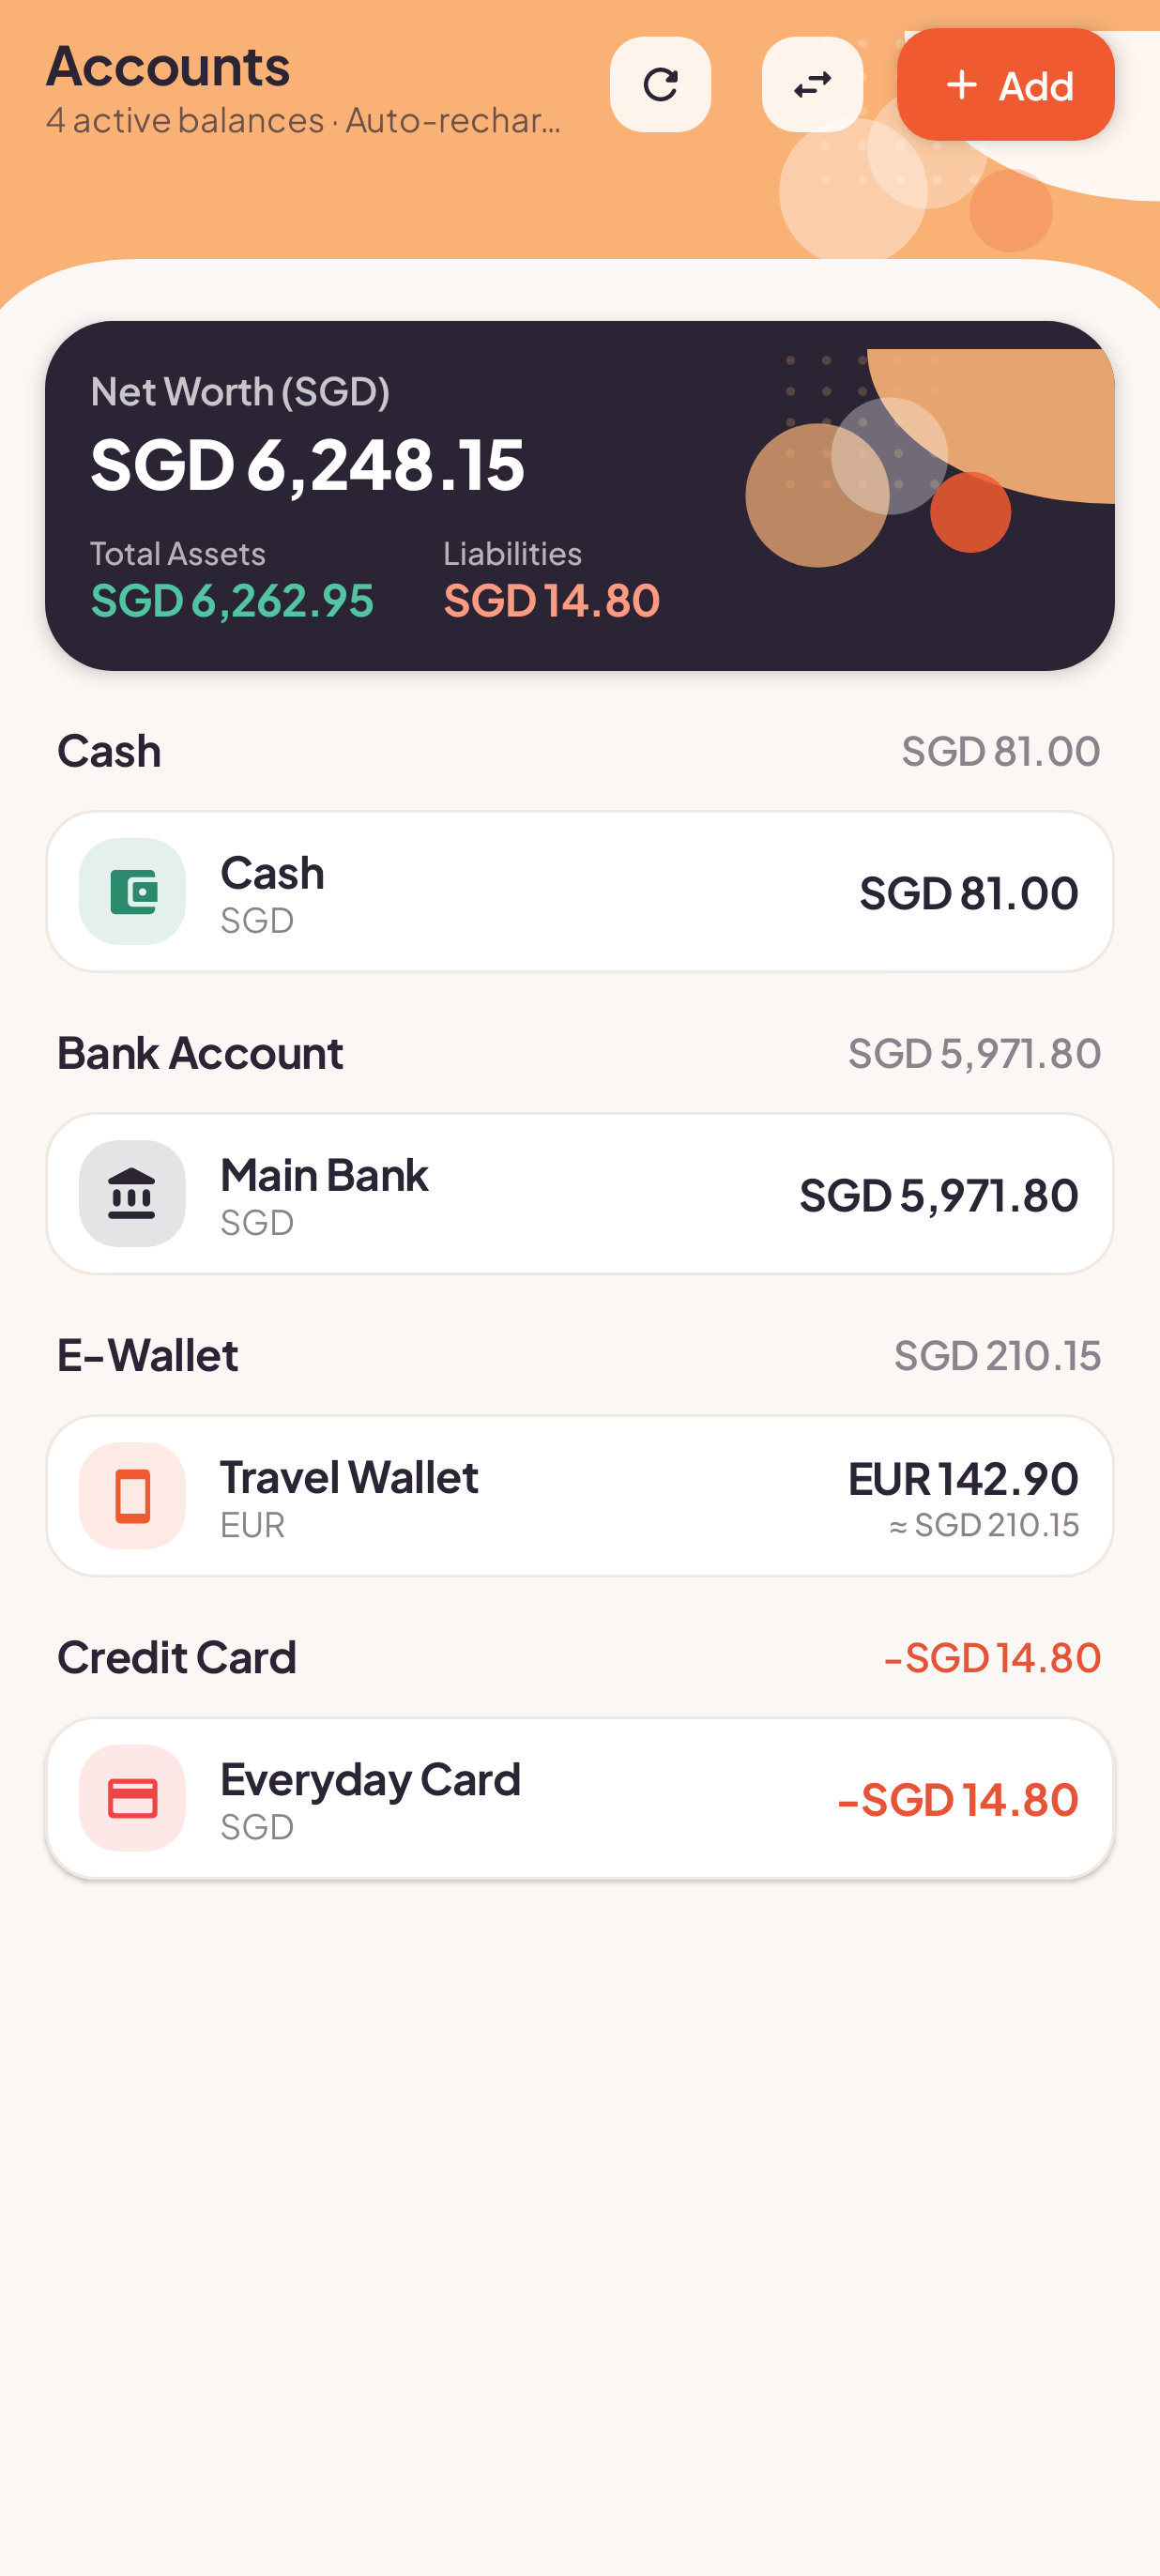 Accounts
4 active balances · Auto-rechar...
Add
Net Worth (SGD)
SGD 6,248.15
Total Assets
Liabilities
SGD 6,262.95
SGD 14.80
Cash
SGD 81.00
Cash
SGD
SGD 81.00
Bank Account
SGD 5,971.80
Main Bank
SGD
SGD 5,971.80
E-Wallet
SGD 210.15
Travel Wallet
EUR
EUR 142.90
≈ SGD 210.15
Credit Card
-SGD 14.80
Everyday Card
SGD
-SGD 14.80